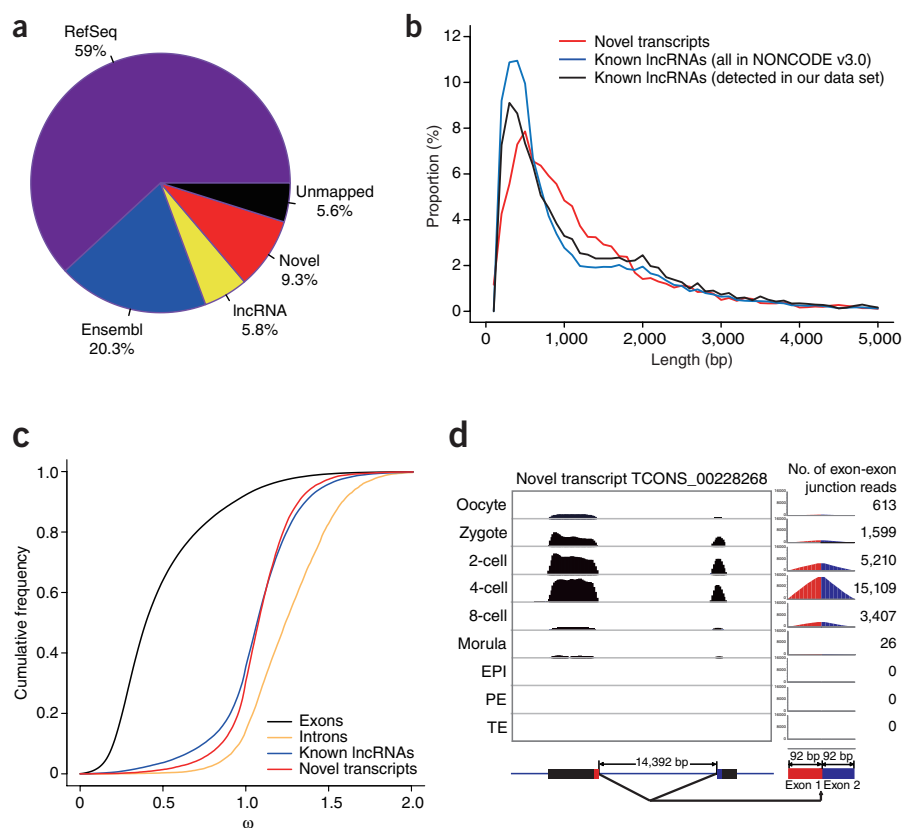 a
RefSeq
59%
Unmapped
5.6%
Novel
9.3%
lncRNA
5.8%
Ensembl
20.3%
b
Novel transcripts
Known lncRNAs (all in NONCODE v3.0)
Known lncRNAs (detected in our data set)
12
10
8
6
4
2
0
Proportion (%)
0 1,000 2,000 3,000 4,000 5,000
Length (bp)
c
1.0
0.8
0.6
0.4
0.2
0
Cumulative frequency
Exons
Introns
Known lncRNAs
Novel transcripts
0 0.5 1.0 1.5 2.0
ω
d
Novel transcript TCONS_00228268
No. of exon-exon
junction reads
Oocyte 613
Zygote 1,599
2-cell 5,210
4-cell 15,109
8-cell 3,407
Morula 26
EPI 0
PE 0
TE 0
14,392 bp
92 bp 92 bp
Exon 1 Exon 2